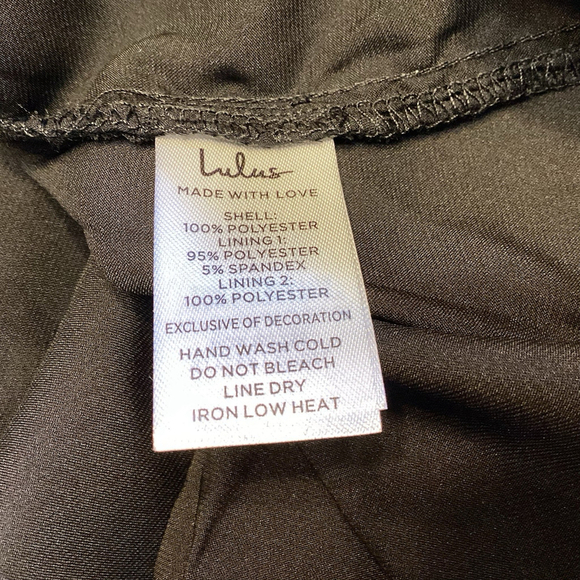 Lulus
MADE WITH LOVE
SHELL:
100% POLYESTER
LINING 1:
95% POLYESTER
5% SPANDEX
LINING 2:
100% POLYESTER
EXCLUSIVE OF DECORATION
HAND WASH COLD
DO NOT BLEACH
LINE DRY
IRON LOW HEAT